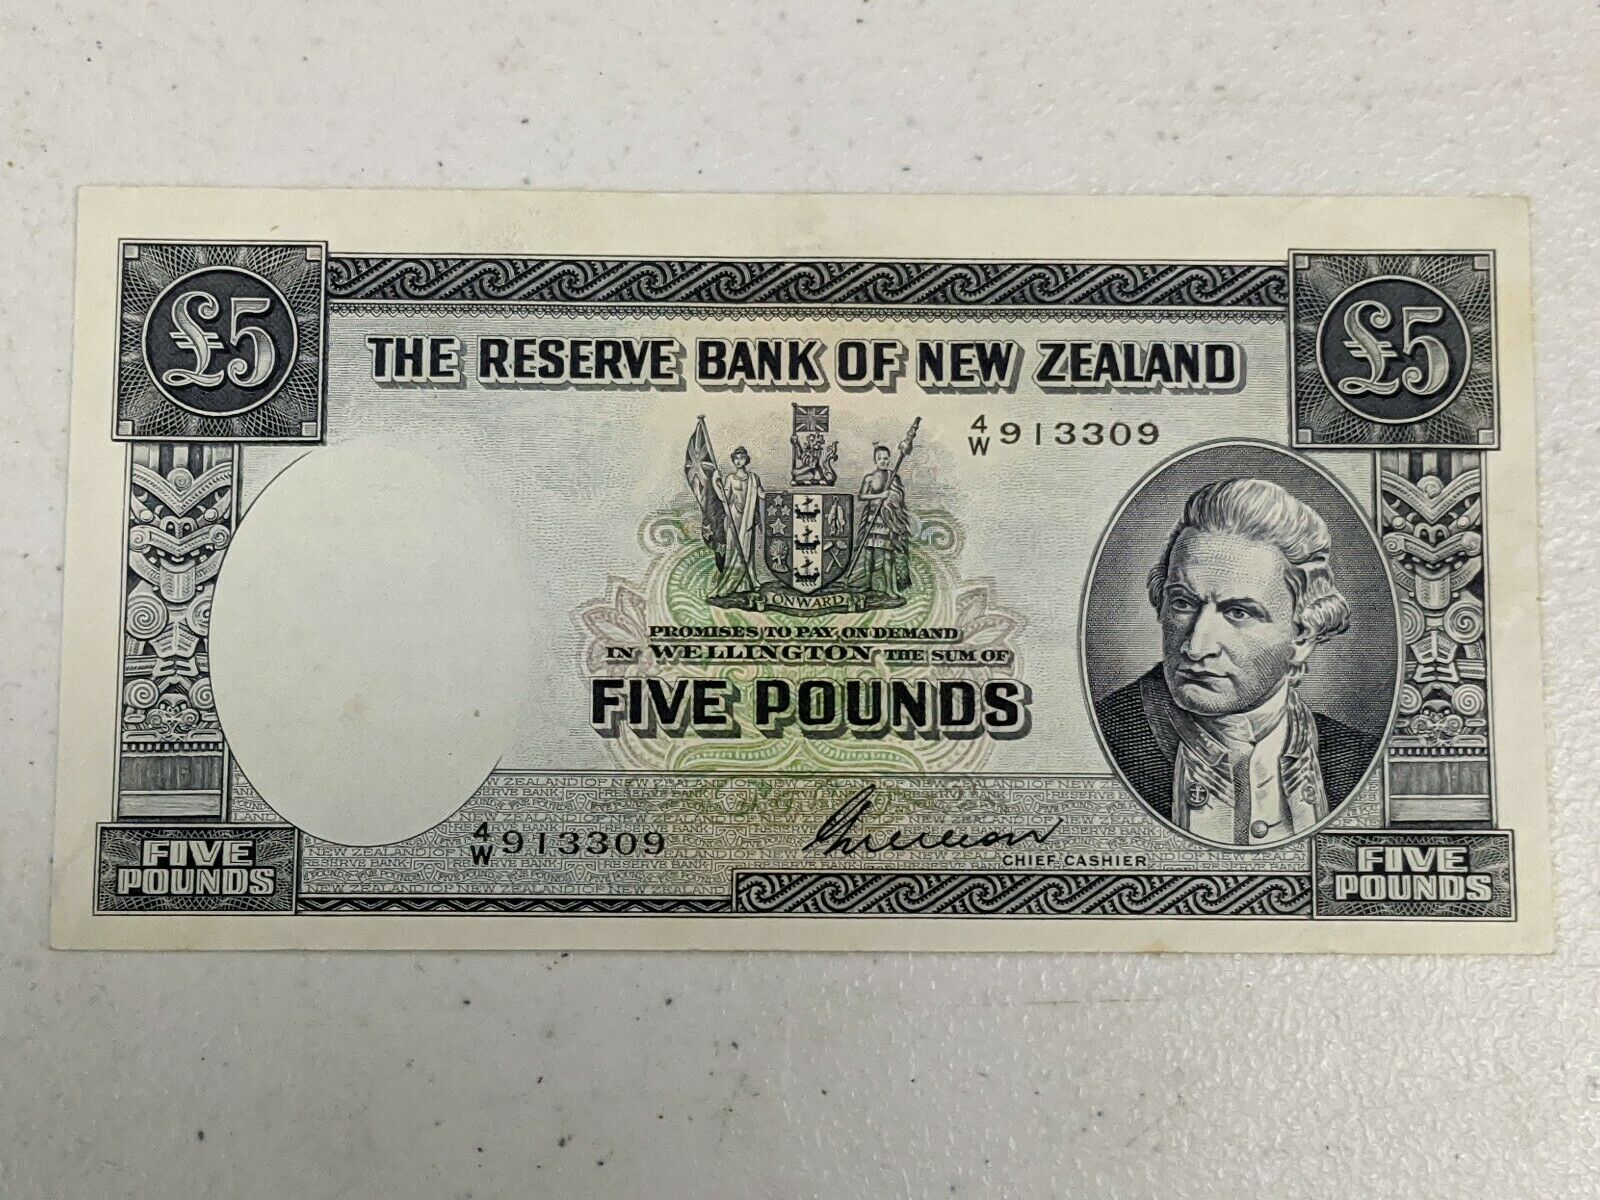 £5
£5
THE RESERVE BANK OF NEW ZEALAND
4/W 913309
ONWARD
PROMISES TO PAY ON DEMAND
IN WELLINGTON THE SUM OF
FIVE POUNDS
4/W 913309
CHIEF CASHIER
FIVE
POUNDS
FIVE
POUNDS